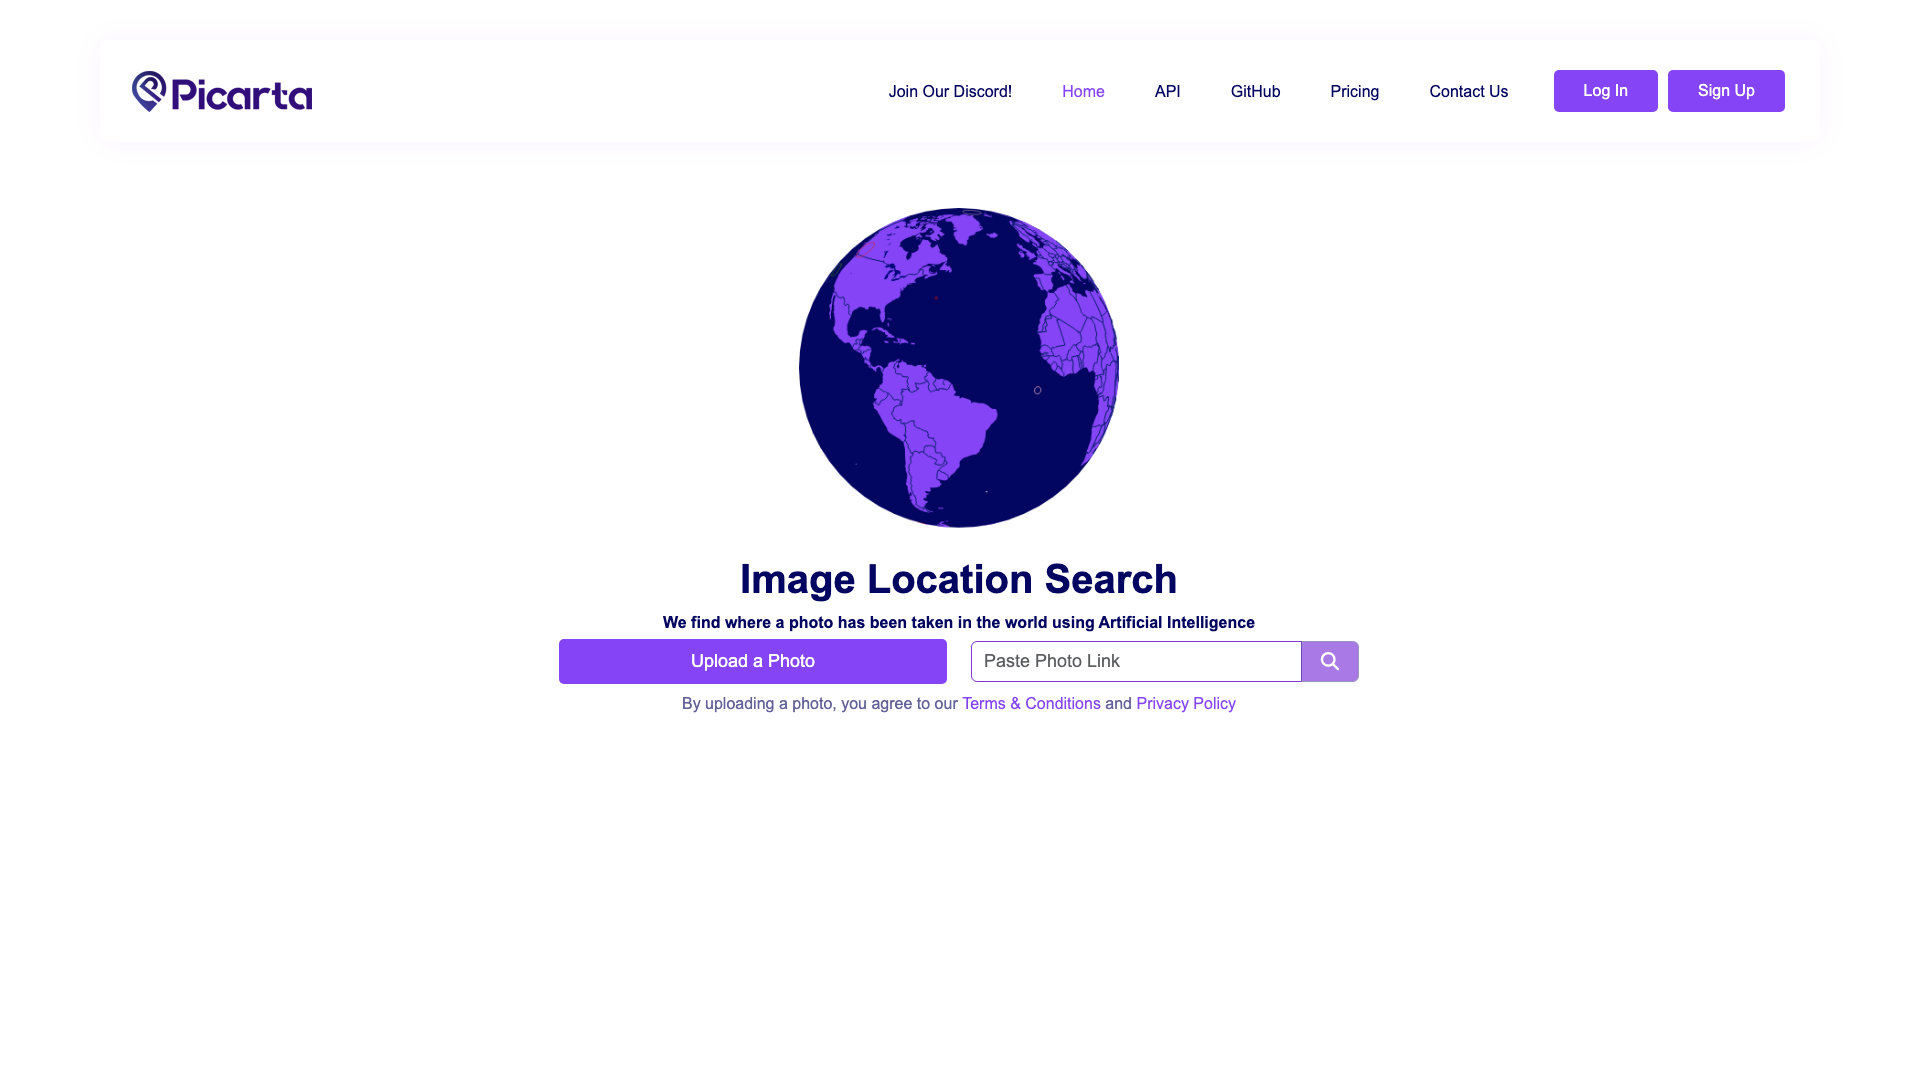 Picarta
Join Our Discord!
Home
API
GitHub
Pricing
Contact Us
Log In
Sign Up
Image Location Search
We find where a photo has been taken in the world using Artificial Intelligence
Upload a Photo
Paste Photo Link
By uploading a photo, you agree to our Terms & Conditions and Privacy Policy